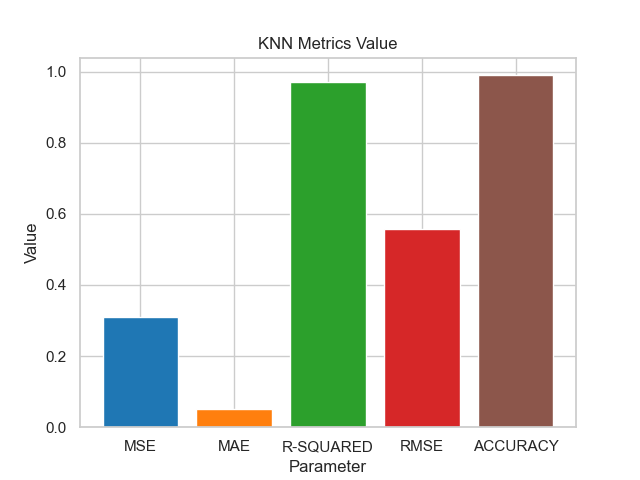 KNN Metrics Value
Value
1.0
0.8
0.6
0.4
0.2
0.0
MSE MAE R-SQUARED RMSE ACCURACY
Parameter